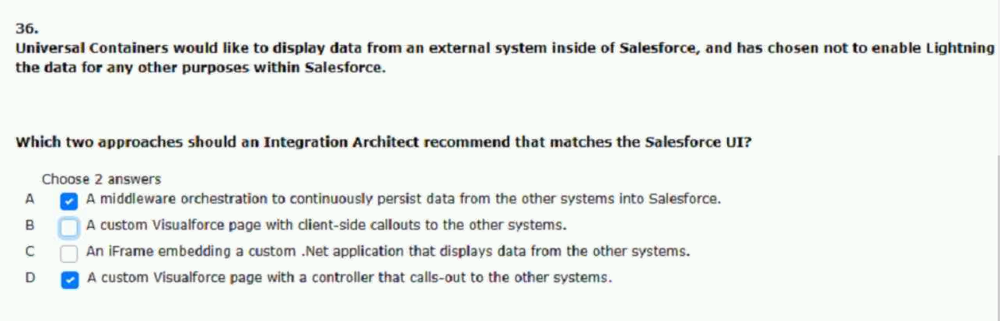 36.
Universal Containers would like to display data from an external system inside of Salesforce, and has chosen not to enable Lightning
the data for any other purposes within Salesforce.
Which two approaches should an Integration Architect recommend that matches the Salesforce UI?
Choose 2 answers
A A middleware orchestration to continuously persist data from the other systems into Salesforce.
B A custom Visualforce page with client-side callouts to the other systems.
C An iFrame embedding a custom .Net application that displays data from the other systems.
D A custom Visualforce page with a controller that calls-out to the other systems.